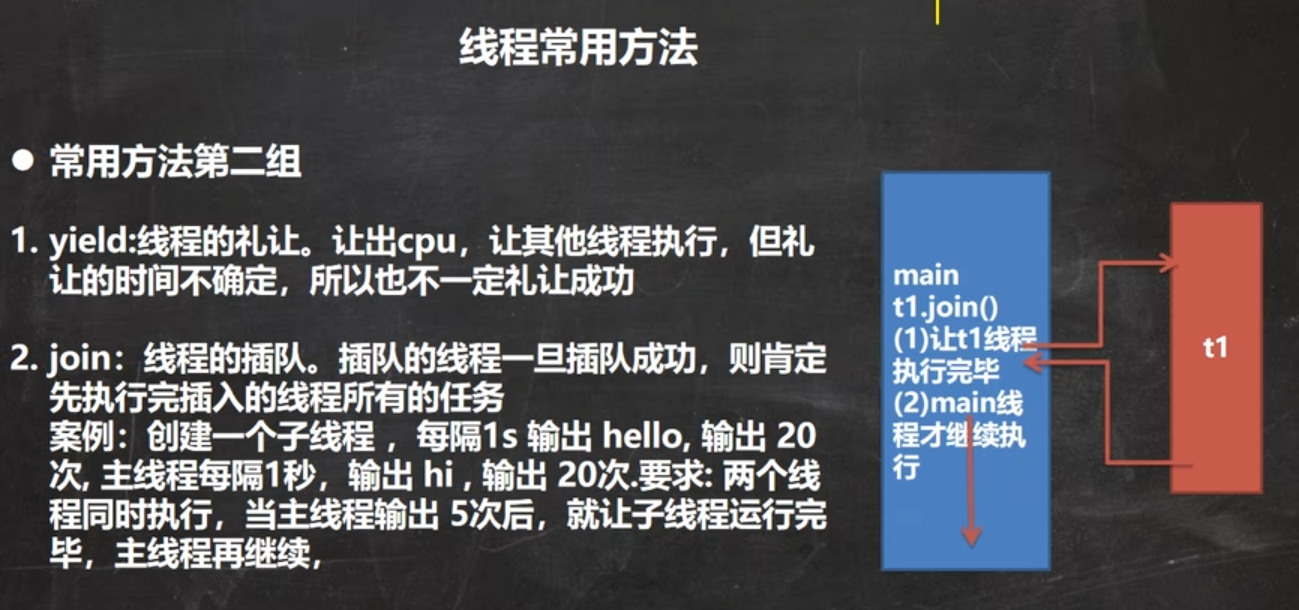 线程常用方法
● 常用方法第二组
1. yield:线程的礼让。让出cpu，让其他线程执行，但礼
让的时间不确定，所以也不一定礼让成功
2. join：线程的插队。插队的线程一旦插队成功，则肯定
先执行完插入的线程所有的任务
案例：创建一个子线程 ，每隔1s 输出 hello, 输出 20
次, 主线程每隔1秒，输出 hi , 输出 20次.要求: 两个线
程同时执行，当主线程输出 5次后，就让子线程运行完
毕，主线程再继续,
main
t1.join()
(1)让t1线程
执行完毕
(2)main线
程才继续执
行
t1